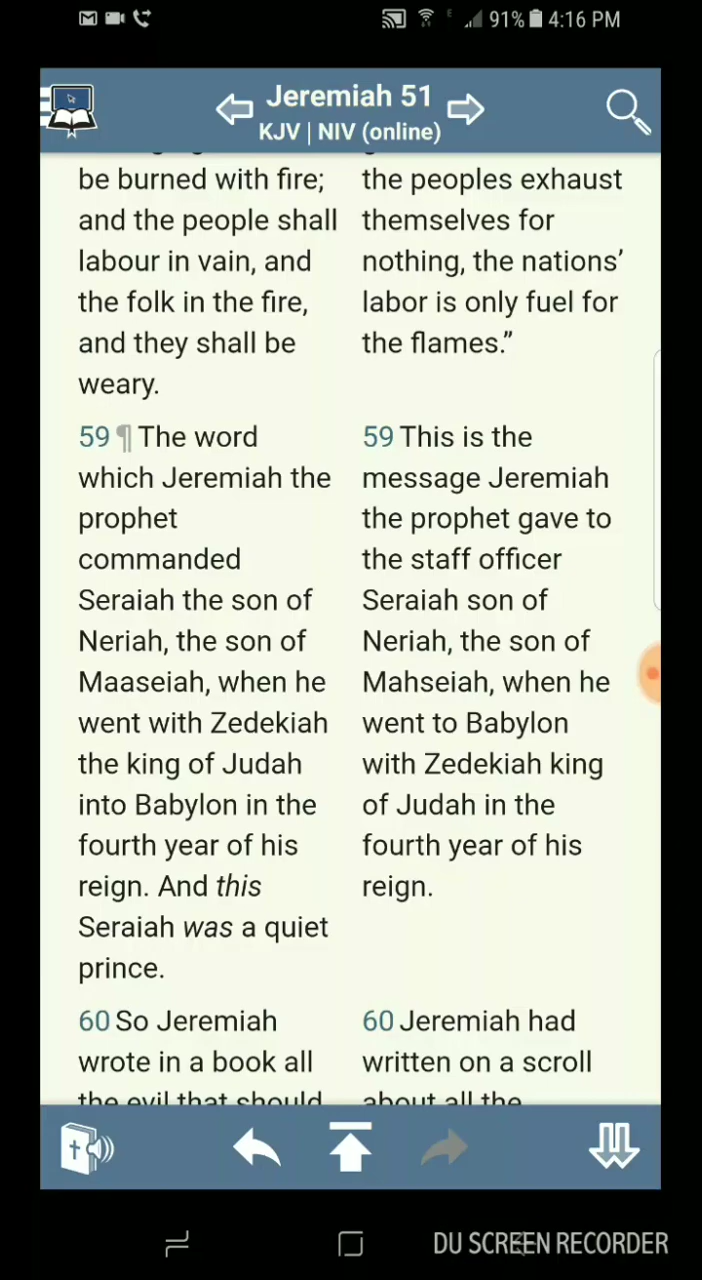 91% 4:16 PM
Jeremiah 51
KJV | NIV (online)
be burned with fire;
and the people shall
labour in vain, and
the folk in the fire,
and they shall be
weary.
59 ¶ The word
which Jeremiah the
prophet
commanded
Seraiah the son of
Neriah, the son of
Maaseiah, when he
went with Zedekiah
the king of Judah
into Babylon in the
fourth year of his
reign. And this
Seraiah was a quiet
prince.
60 So Jeremiah
wrote in a book all
the evil that should
the peoples exhaust
themselves for
nothing, the nations’
labor is only fuel for
the flames.”
59 This is the
message Jeremiah
the prophet gave to
the staff officer
Seraiah son of
Neriah, the son of
Mahseiah, when he
went to Babylon
with Zedekiah king
of Judah in the
fourth year of his
reign.
60 Jeremiah had
written on a scroll
about all the
DU SCREEN RECORDER